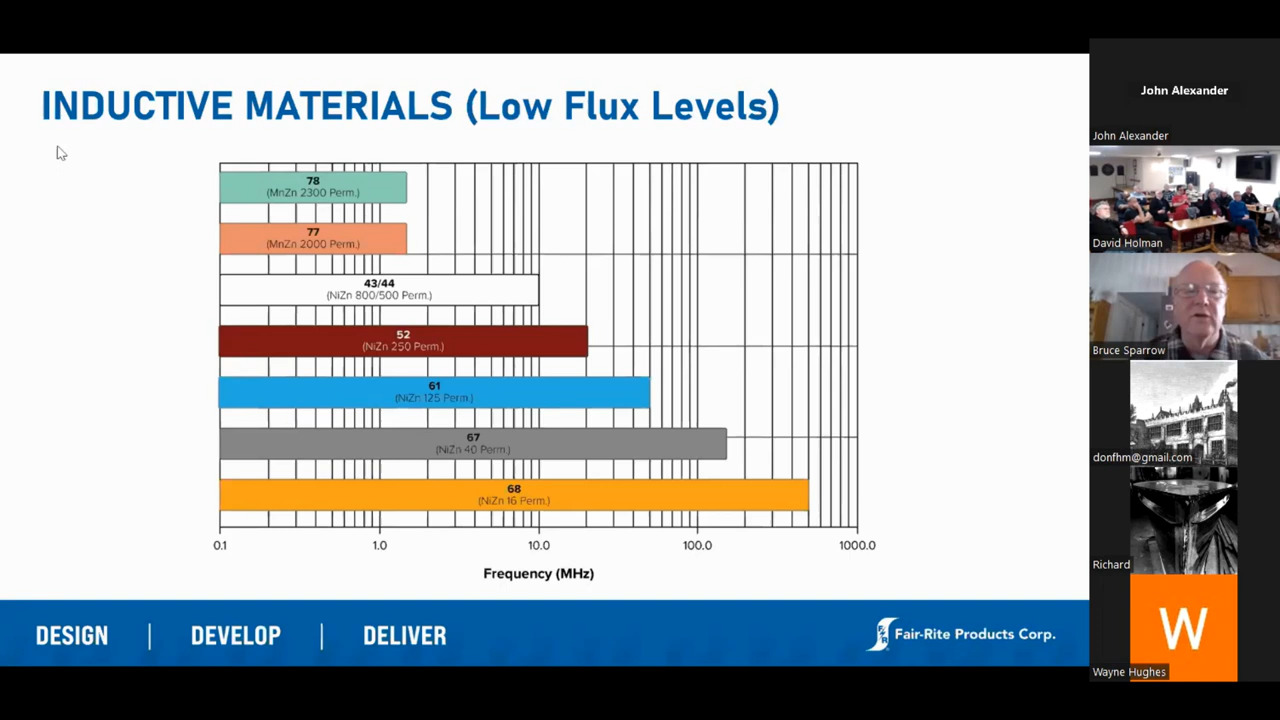 INDUCTIVE MATERIALS (Low Flux Levels)
78
(MnZn 2300 Perm.)
77
(MnZn 2000 Perm.)
43/44
(NiZn 800/500 Perm.)
52
(NiZn 250 Perm.)
61
(NiZn 125 Perm.)
67
(NiZn 40 Perm.)
68
(NiZn 16 Perm.)
0.1 1.0 10.0 100.0 1000.0
Frequency (MHz)
DESIGN | DEVELOP | DELIVER
Fair-Rite Products Corp.
John Alexander
John Alexander
David Holman
Bruce Sparrow
donfhm@gmail.com
Richard
W
Wayne Hughes